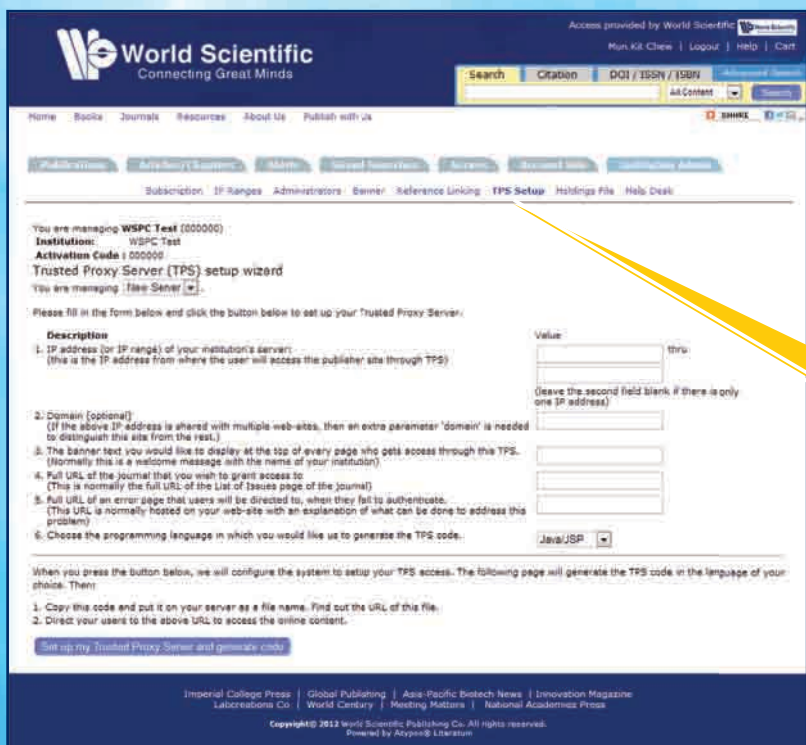 Access provided by World Scientific
World Scientific
Connecting Great Minds
Mun Kit Chew | Logout | Help | Cart
Search Citation DOI / ISSN / ISBN Advanced Search
All Content Search
Home Books Journals Resources About Us Publish with Us SHARE
Publications Articles/Chapters Alerts Saved Searches Access Account Info Institution Admin
Subscription IP Ranges Administrators Banner Reference Linking TPS Setup Holdings File Help Desk
You are managing WSPC Test (000000)
Institution: WSPC Test
Activation Code : 000000
Trusted Proxy Server (TPS) setup wizard
You are managing New Server .
Please fill in the form below and click the button below to set up your Trusted Proxy Server.
Description Value
1. IP address (or IP range) of your institution's server: thru
(this is the IP address from where the user will access the publisher site through TPS)
(leave the second field blank if there is only
one IP address)
2. Domain (optional)
(If the above IP address is shared with multiple web-sites, then an extra parameter 'domain' is needed
to distinguish this site from the rest.)
3. The banner text you would like to display at the top of every page who gets access through this TPS.
(Normally this is a welcome message with the name of your institution)
4. Full URL of the journal that you wish to grant access to
(This is normally the full URL of the List of Issues page of the journal)
5. Full URL of an error page that users will be directed to, when they fail to authenticate.
(This URL is normally hosted on your web-site with an explanation of what can be done to address this
problem)
6. Choose the programming language in which you would like us to generate the TPS code. Java/JSP
When you press the button below, we will configure the system to setup your TPS access. The following page will generate the TPS code in the language of your
choice. Then:
1. Copy this code and put it on your server as a file name. Find out the URL of this file.
2. Direct your users to the above URL to access the online content.
Set up my Trusted Proxy Server and generate code
Imperial College Press | Global Publishing | Asia-Pacific Biotech News | Innovation Magazine
Labcreations Co | World Century | Meeting Matters | National Academies Press
Copyright© 2012 World Scientific Publishing Co. All rights reserved.
Powered by Atypon® Literatum